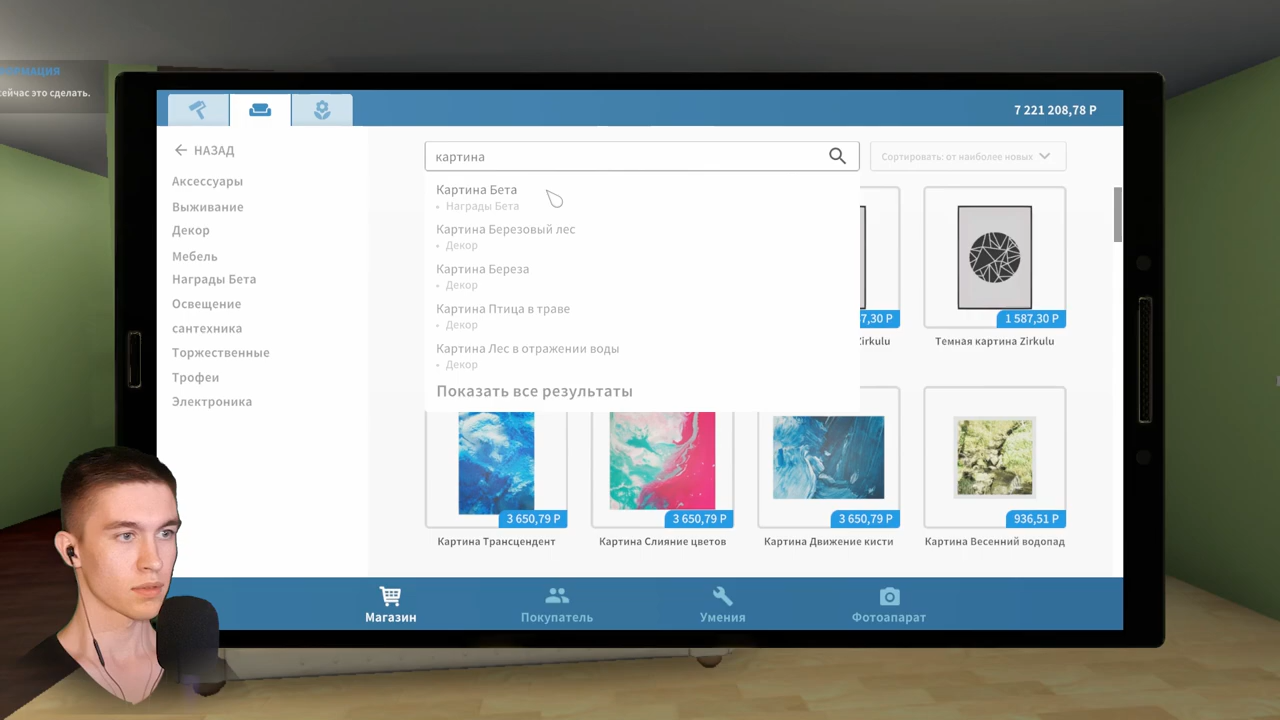 сейчас это сделать.
7 221 208,78 Р
НАЗАД
Аксессуары
Выживание
Декор
Мебель
Награды Бета
Освещение
сантехника
Торжественные
Трофеи
Электроника
картина
Сортировать: от наиболее новых
Картина Бета
• Награды Бета
Картина Березовый лес
• Декор
Картина Береза
• Декор
Картина Птица в траве
• Декор
Картина Лес в отражении воды
• Декор
Показать все результаты
7,30 Р
1 587,30 Р
Zirkulu
Темная картина Zirkulu
3 650,79 Р
3 650,79 Р
3 650,79 Р
936,51 Р
Картина Трансцендент
Картина Слияние цветов
Картина Движение кисти
Картина Весенний водопад
Магазин
Покупатель
Умения
Фотоапарат